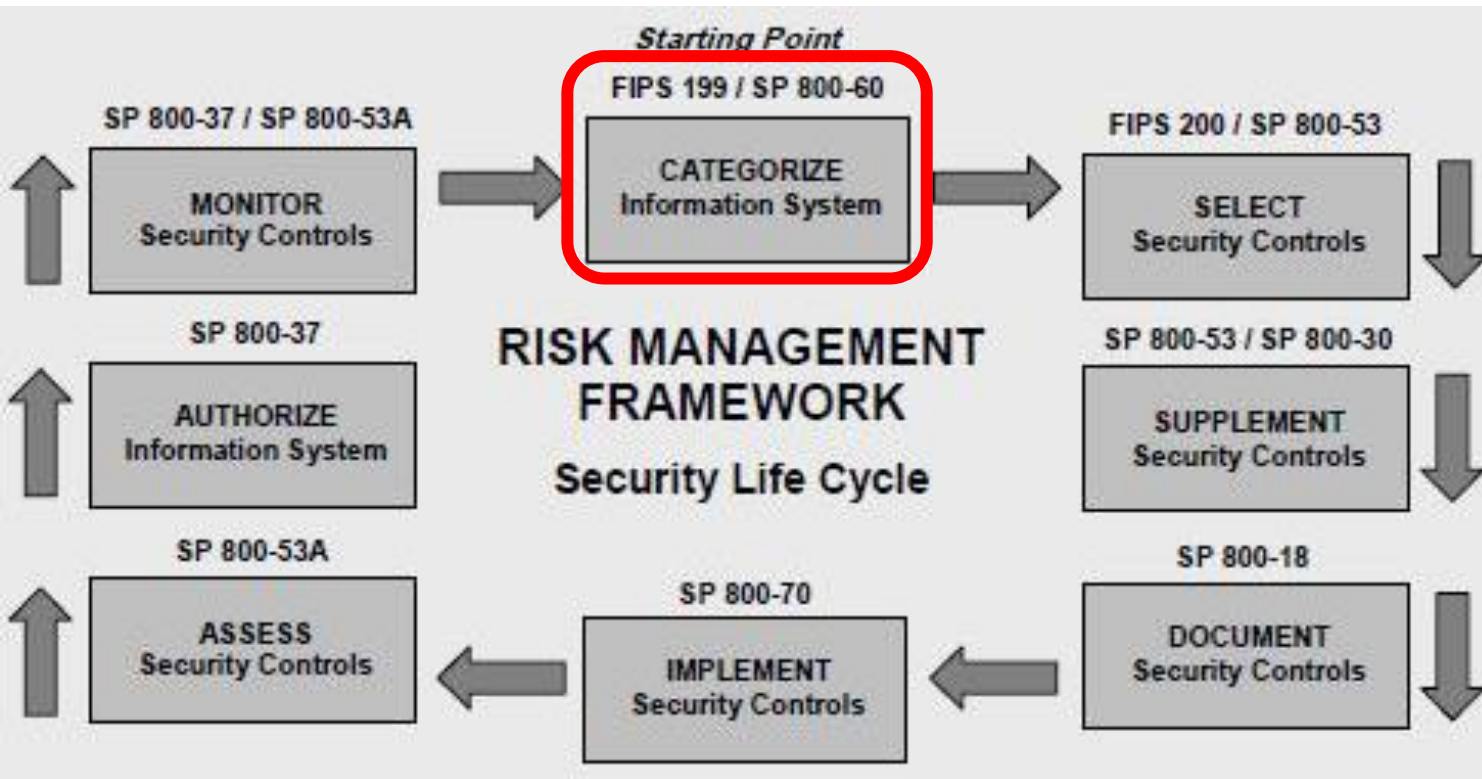 Starting Point
FIPS 199 / SP 800-60
CATEGORIZE
Information System
FIPS 200 / SP 800-53
SELECT
Security Controls
SP 800-53 / SP 800-30
SUPPLEMENT
Security Controls
SP 800-18
DOCUMENT
Security Controls
SP 800-70
IMPLEMENT
Security Controls
SP 800-53A
ASSESS
Security Controls
SP 800-37
AUTHORIZE
Information System
SP 800-37 / SP 800-53A
MONITOR
Security Controls
RISK MANAGEMENT
FRAMEWORK
Security Life Cycle